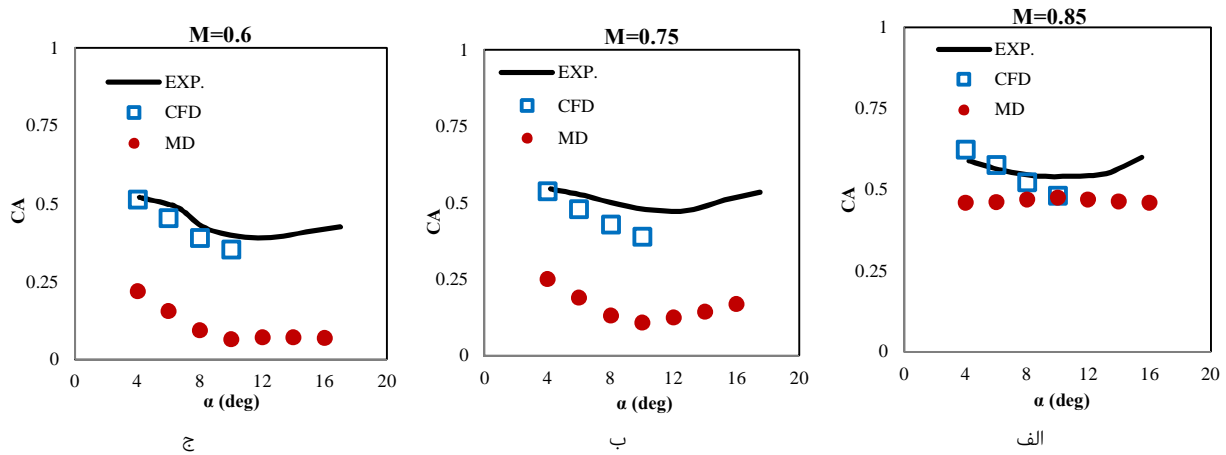 M=0.6
1
0.75
0.5
0.25
0
CA
EXP.
CFD
MD
0 4 8 12 16 20
α (deg)
ج
M=0.75
1
0.75
0.5
0.25
0
CA
EXP.
CFD
MD
0 4 8 12 16 20
α (deg)
ب
M=0.85
1
0.75
0.5
0.25
0
CA
EXP.
CFD
MD
0 4 8 12 16 20
α (deg)
الف